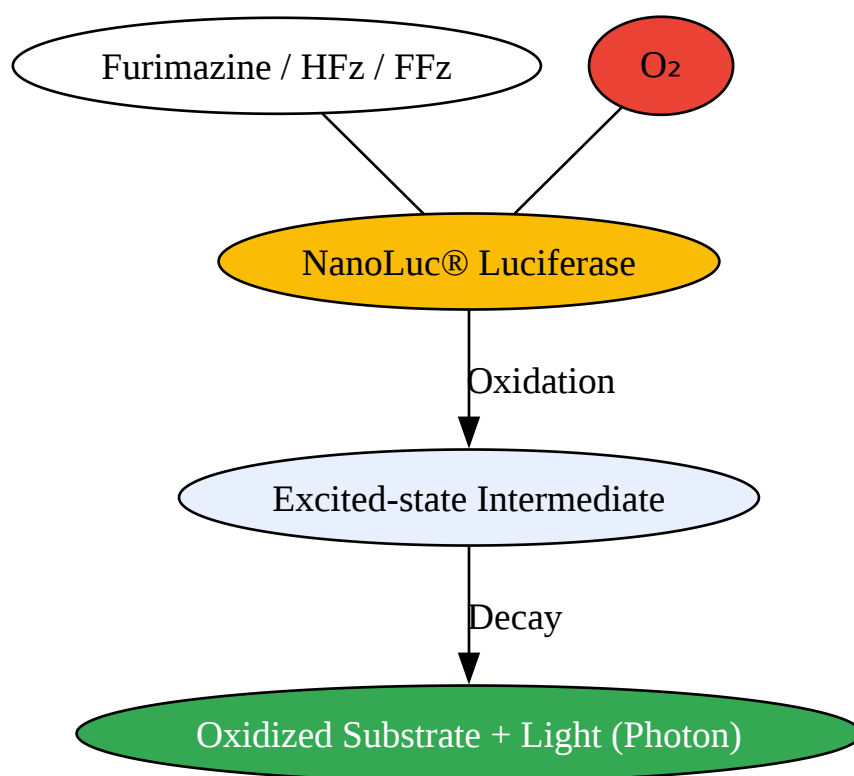 Furimazine / HFz / FFz
O₂
NanoLuc® Luciferase
Oxidation
Excited-state Intermediate
Decay
Oxidized Substrate + Light (Photon)